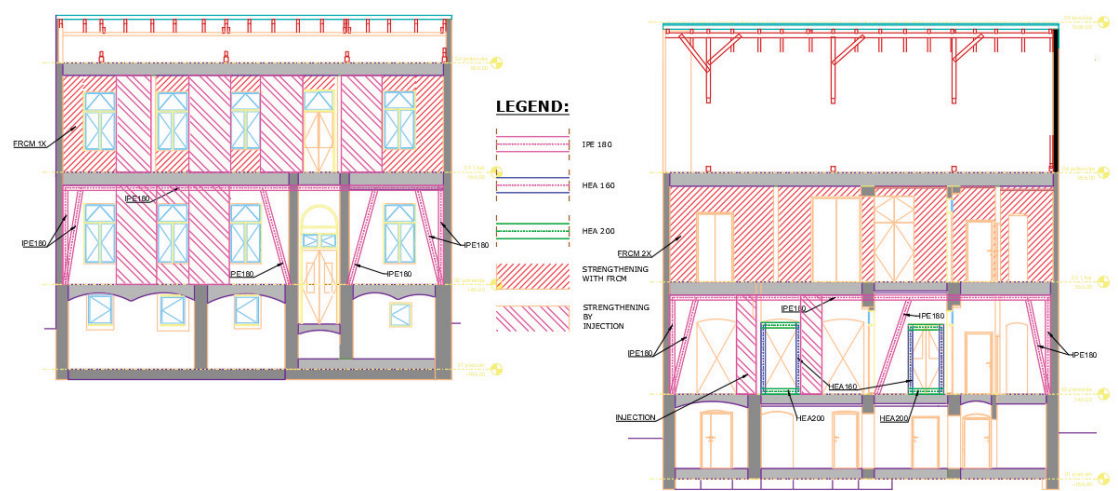 FRCM 1X
IPE180
IPE180
IPE180
IPE180
IPE180
LEGEND:
IPE 180
HEA 160
HEA 200
STRENGTHENING
WITH FRCM
STRENGTHENING
BY
INJECTION
FRCM 2X
IPE180
IPE180
IPE180
IPE180
HEA160
INJECTION
HEA200
HEA200